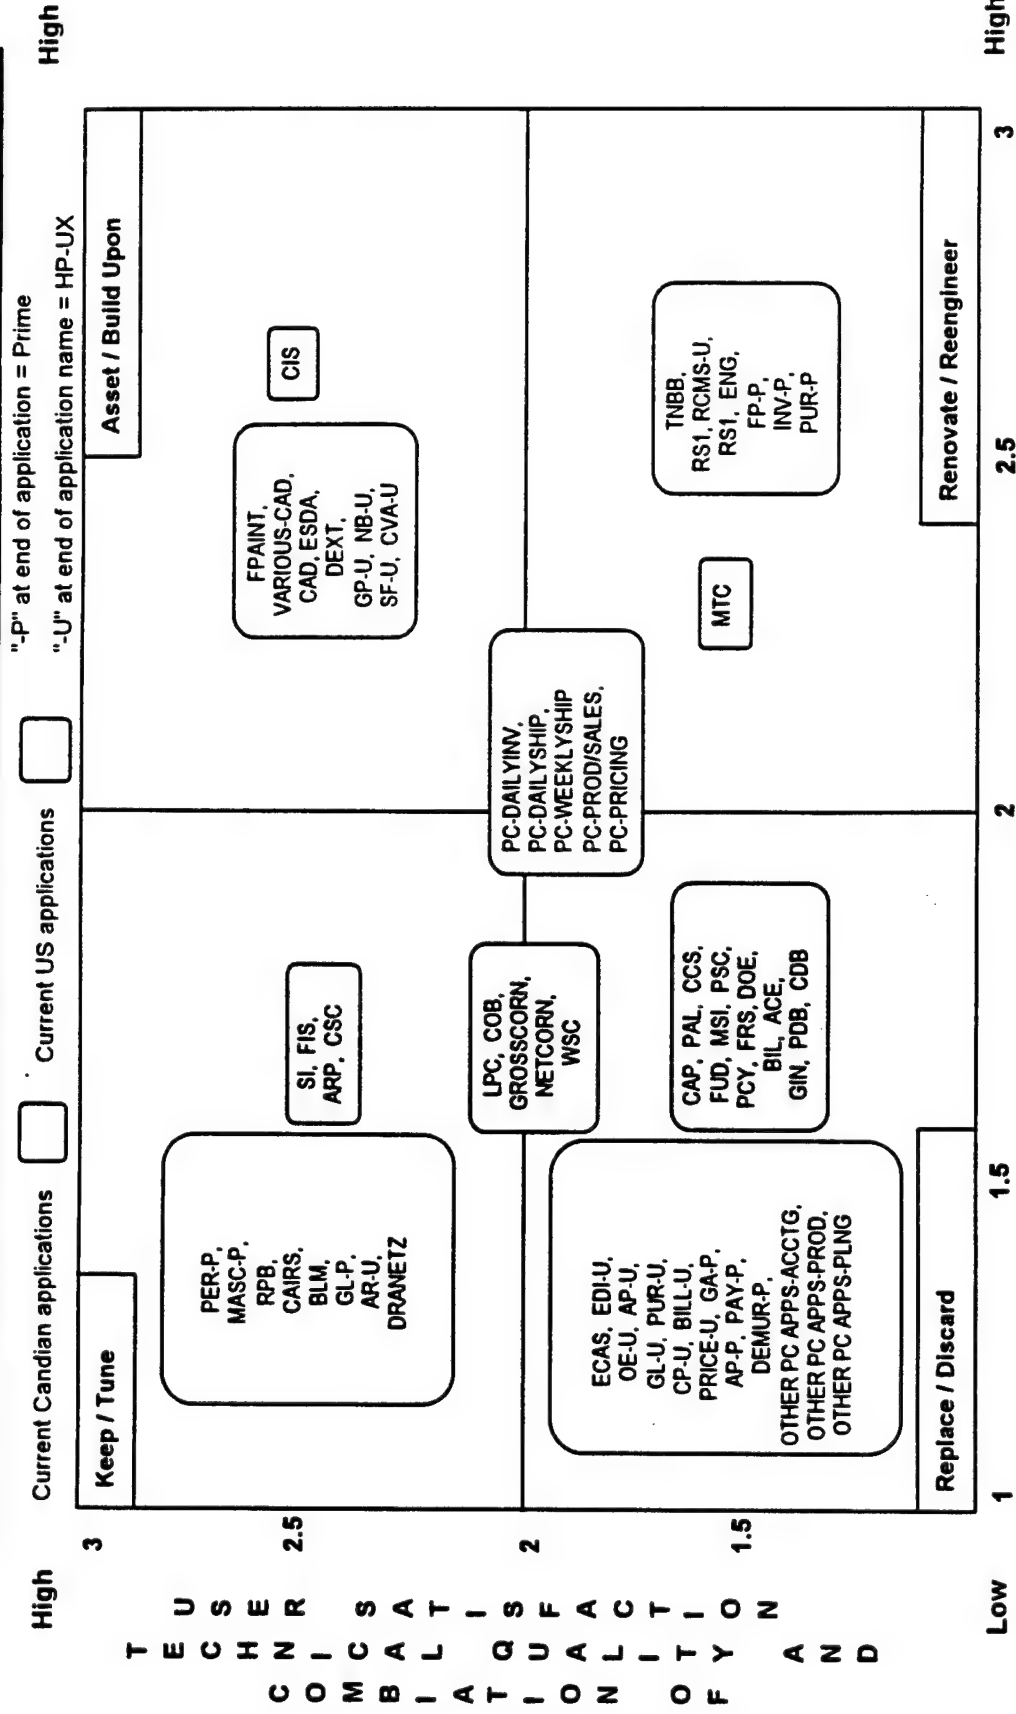 "-P" at end of application = Prime
Current Candian applications
Current US applications
"-U" at end of application name = HP-UX
High
High
3
Keep / Tune
Asset / Build Upon
PER-P,
MASC-P,
RPB,
CAIRS,
BLM,
GL-P,
AR-U,
DRANETZ
SI, FIS,
ARP, CSC
FPAINT,
VARIOUS-CAD,
CAD, ESDA,
DEXT,
GP-U, NB-U,
SF-U, CVA-U
CIS
2.5
2
LPC, COB,
GROSSCORN,
NETCORN,
WSC
PC-DAILYINV,
PC-DAILYSHIP,
PC-WEEKLYSHIP
PC-PROD/SALES,
PC-PRICING
1.5
ECAS, EDI-U,
OE-U, AP-U,
GL-U, PUR-U,
CP-U, BILL-U,
PRICE-U, GA-P,
AP-P, PAY-P,
DEMUR-P,
OTHER PC APPS-ACCTG,
OTHER PC APPS-PROD,
OTHER PC APPS-PLNG
CAP, PAL, CCS,
FUD, MSI, PSC,
PCY, FRS, DOE,
BIL, ACE,
GIN, PDB, CDB
MTC
TNBB,
RS1, RCMS-U,
RS1, ENG,
FP-P,
INV-P,
PUR-P
Replace / Discard
Renovate / Reengineer
Low
1
1.5
2
2.5
3
High
COMBINATION OF
TECHNICAL QUALITY AND
USER SATISFACTION